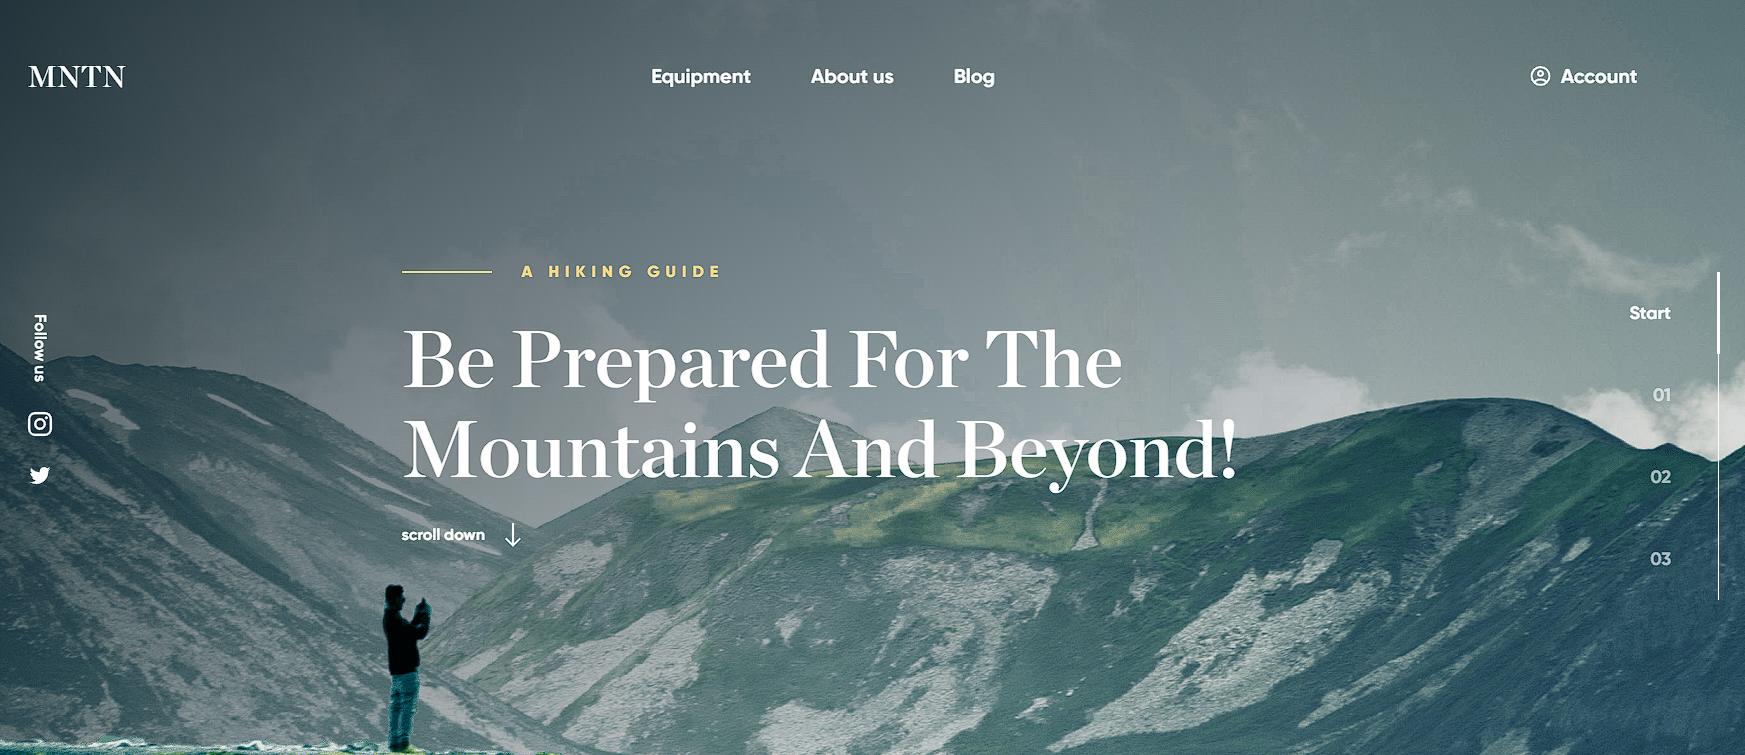 MNTN
Equipment
About us
Blog
Account
A HIKING GUIDE
Be Prepared For The
Mountains And Beyond!
scroll down
Follow us
Start
01
02
03